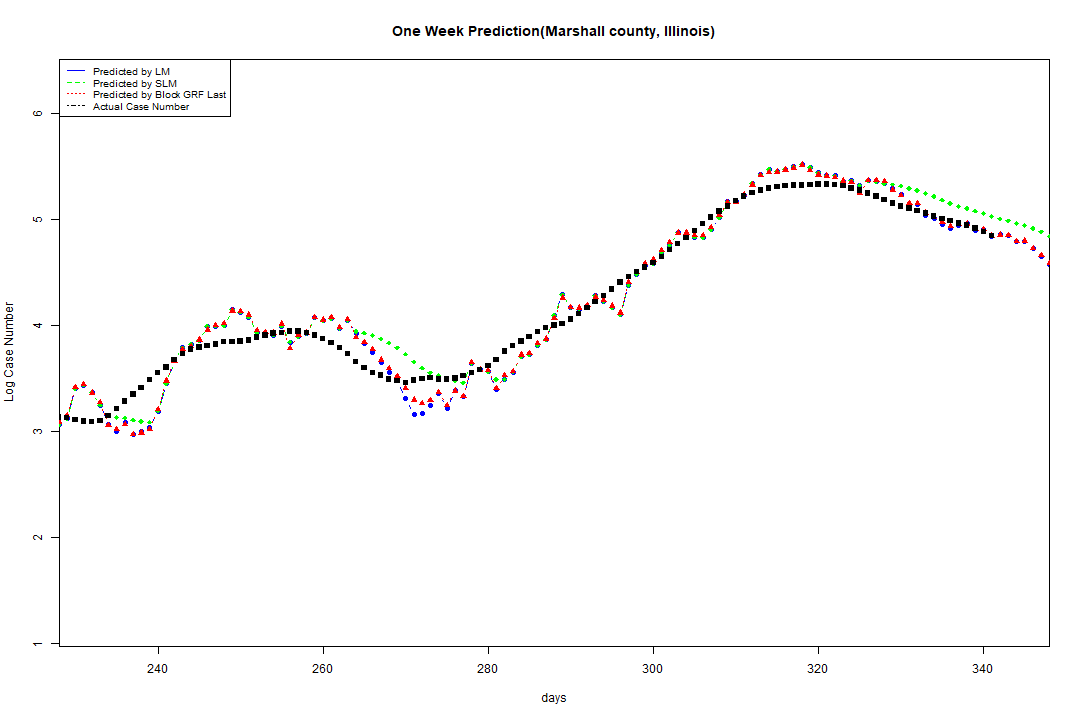 One Week Prediction(Marshall county, Illinois)
Predicted by LM
Predicted by SLM
Predicted by Block GRF Last
Actual Case Number
Log Case Number
6
5
4
3
2
1
240 260 280 300 320 340
days